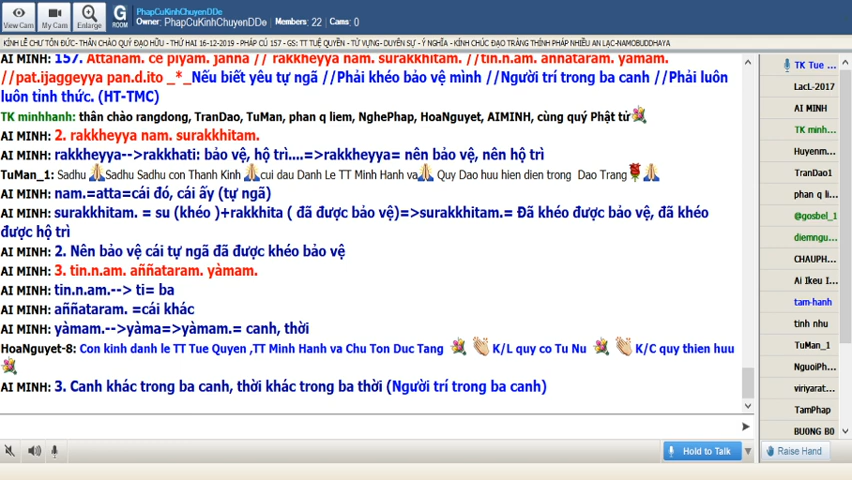 View Cam
My Cam
Enlarge
G
ROOM
PhapCuKinhChuyenDDe
Owner: PhapCuKinhChuyenDDe Members: 22 Cams: 0
KÍNH LỄ CHƯ TÔN ĐỨC- THÂN CHÀO QUÝ ĐẠO HỮU - THỨ HAI 16-12-2019 - PHÁP CÚ 157 - GS: TT TUỆ QUYỀN - TỪ VỰNG- DUYÊN SỰ - Ý NGHĨA - KÍNH CHÚC ĐẠO TRÀNG THÍNH PHÁP NHIỀU AN LẠC-NAMOBUDDHAYA
AI MINH: 157. Attanam. ce piyam. jannà // rakkheyya nam. surakkhitam. //tin.n.am. aññataram. yàmam.
//pat.ijaggeyya pan.d.ito _*_Nếu biết yêu tự ngã //Phải khéo bảo vệ mình //Người trí trong ba canh //Phải luôn
luôn tỉnh thức. (HT-TMC)
TK minhhanh: thân chào rangdong, TranDao, TuMan, phan q liem, NghePhap, HoaNguyet, AIMINH, cùng quý Phật tử
AI MINH: 2. rakkheyya nam. surakkhitam.
AI MINH: rakkheyya-->rakkhati: bảo vệ, hộ trì....=>rakkheyya= nên bảo vệ, nên hộ trì
TuMan_1: Sadhu Sadhu Sadhu con Thanh Kinh cui dau Danh Le TT Minh Hanh va Quy Dao huu hien dien trong Dao Trang
AI MINH: nam.=atta=cái đó, cái ấy (tự ngã)
AI MINH: surakkhitam. = su (khéo )+rakkhita ( đã được bảo vệ)=>surakkhitam.= Đã khéo được bảo vệ, đã khéo
được hộ trì
AI MINH: 2. Nên bảo vệ cái tự ngã đã được khéo bảo vệ
AI MINH: 3. tin.n.am. aññataram. yàmam.
AI MINH: tin.n.am.--> ti= ba
AI MINH: aññataram. =cái khác
AI MINH: yàmam.-->yàma=>yàmam.= canh, thời
HoaNguyet-8: Con kinh danh le TT Tue Quyen ,TT Minh Hanh va Chu Ton Duc Tang K/L quy co Tu Nu K/C quy thien huu
AI MINH: 3. Canh khác trong ba canh, thời khác trong ba thời (Người trí trong ba canh)
TK Tue ...
LacL-2017
AI MINH
TK minh...
Huyenm...
TranDao1
phan q l...
@gosbel_1
diemngu...
CHAUPH...
Ai Ikeu I...
tam-hanh
tinh nhu
TuMan_1
NguoiPh...
viriyarat...
TamPhap
BUONG BO
Hold to Talk
Raise Hand